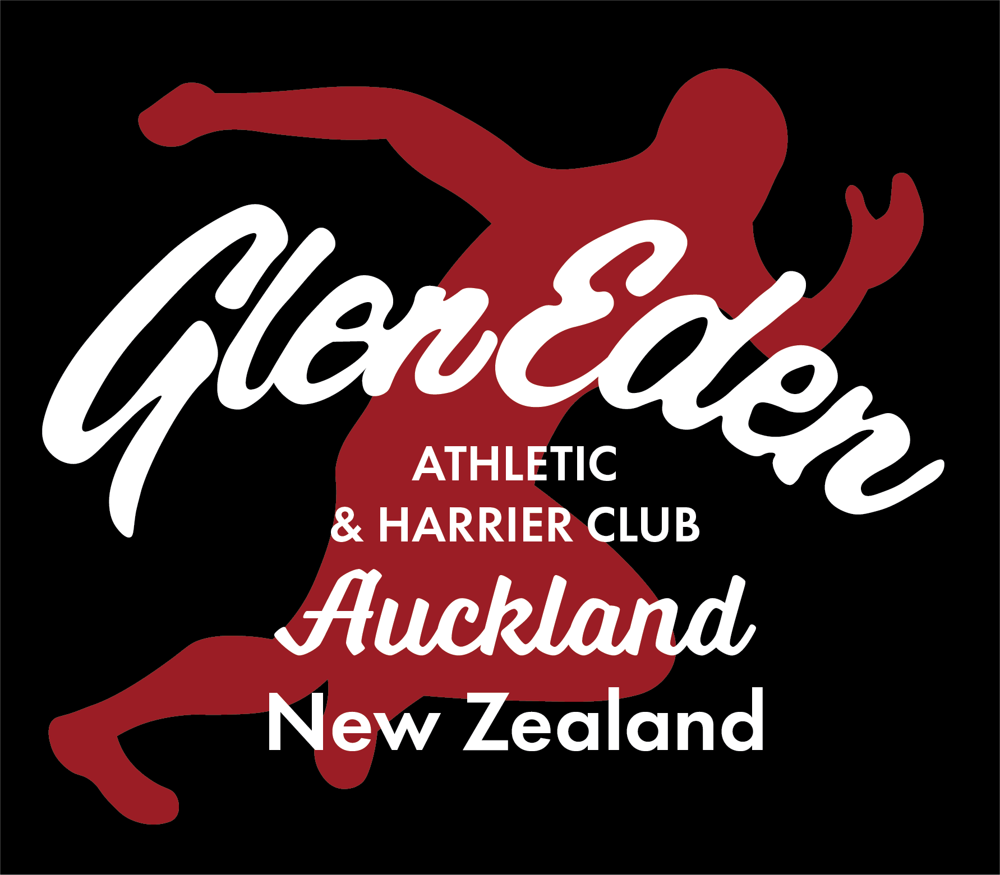 Glen Eden
ATHLETIC
& HARRIER CLUB
Auckland
New Zealand